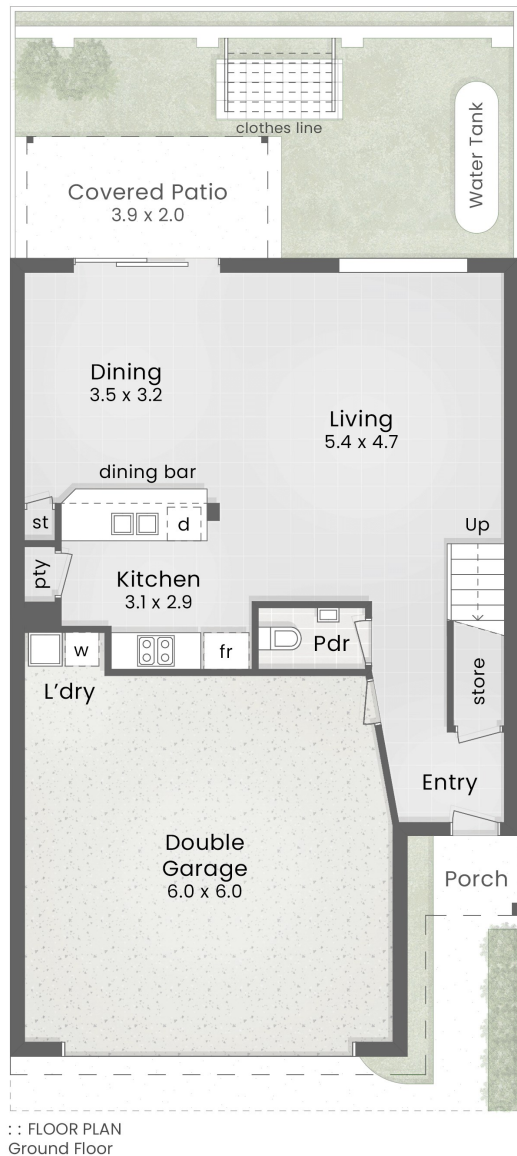 clothes line
Water Tank
Covered Patio
3.9 x 2.0
Dining
3.5 x 3.2
Living
5.4 x 4.7
dining bar
st
d
Up
pty
Kitchen
3.1 x 2.9
Pdr
w
fr
L'dry
store
Entry
Double
Garage
6.0 x 6.0
Porch
: : FLOOR PLAN
Ground Floor